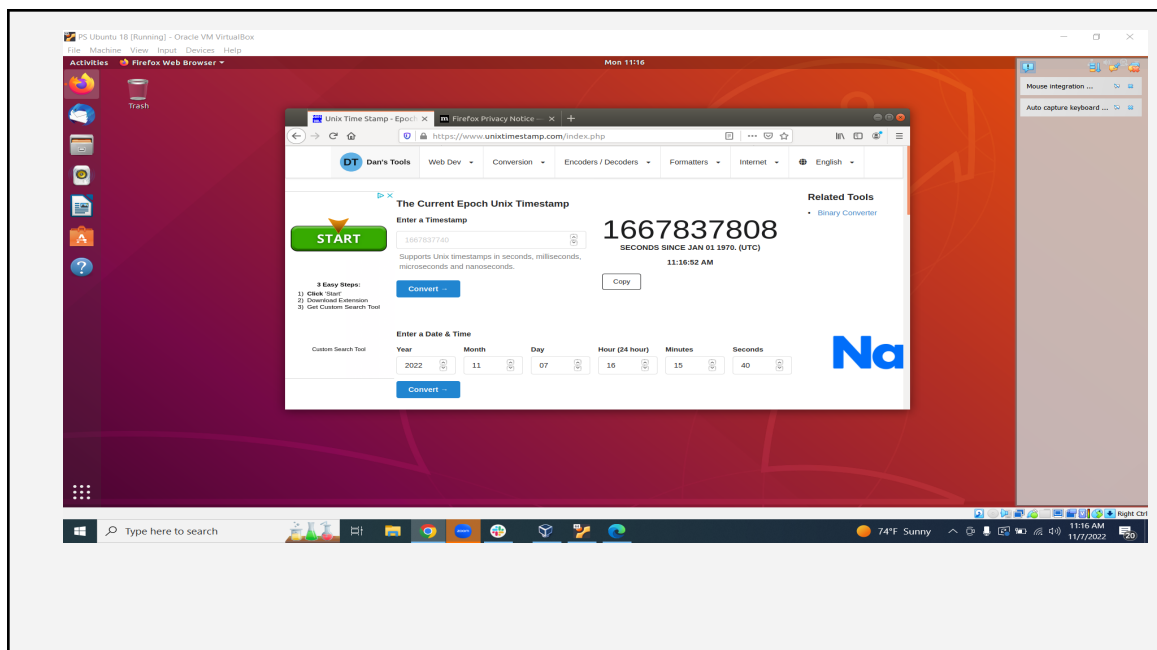 PS Ubuntu 18 [Running] - Oracle VM VirtualBox
File Machine View Input Devices Help
Activities Firefox Web Browser Mon 11:16
Trash
Mouse integration ...
Auto capture keyboard ...
Unix Time Stamp - Epoch Firefox Privacy Notice —
https://www.unixtimestamp.com/index.php
DT Dan's Tools Web Dev Conversion Encoders / Decoders Formatters Internet English
START
3 Easy Steps:
1) Click 'Start'
2) Download Extension
3) Get Custom Search Tool
Custom Search Tool
The Current Epoch Unix Timestamp
Enter a Timestamp
1667837740
Supports Unix timestamps in seconds, milliseconds,
microseconds and nanoseconds.
Convert →
1667837808
SECONDS SINCE JAN 01 1970. (UTC)
11:16:52 AM
Copy
Related Tools
Binary Converter
Enter a Date & Time
Year Month Day Hour (24 hour) Minutes Seconds
2022 11 07 16 15 40
Convert →
Na
Right Ctrl
Type here to search
zoom
74°F Sunny
11:16 AM
11/7/2022
20